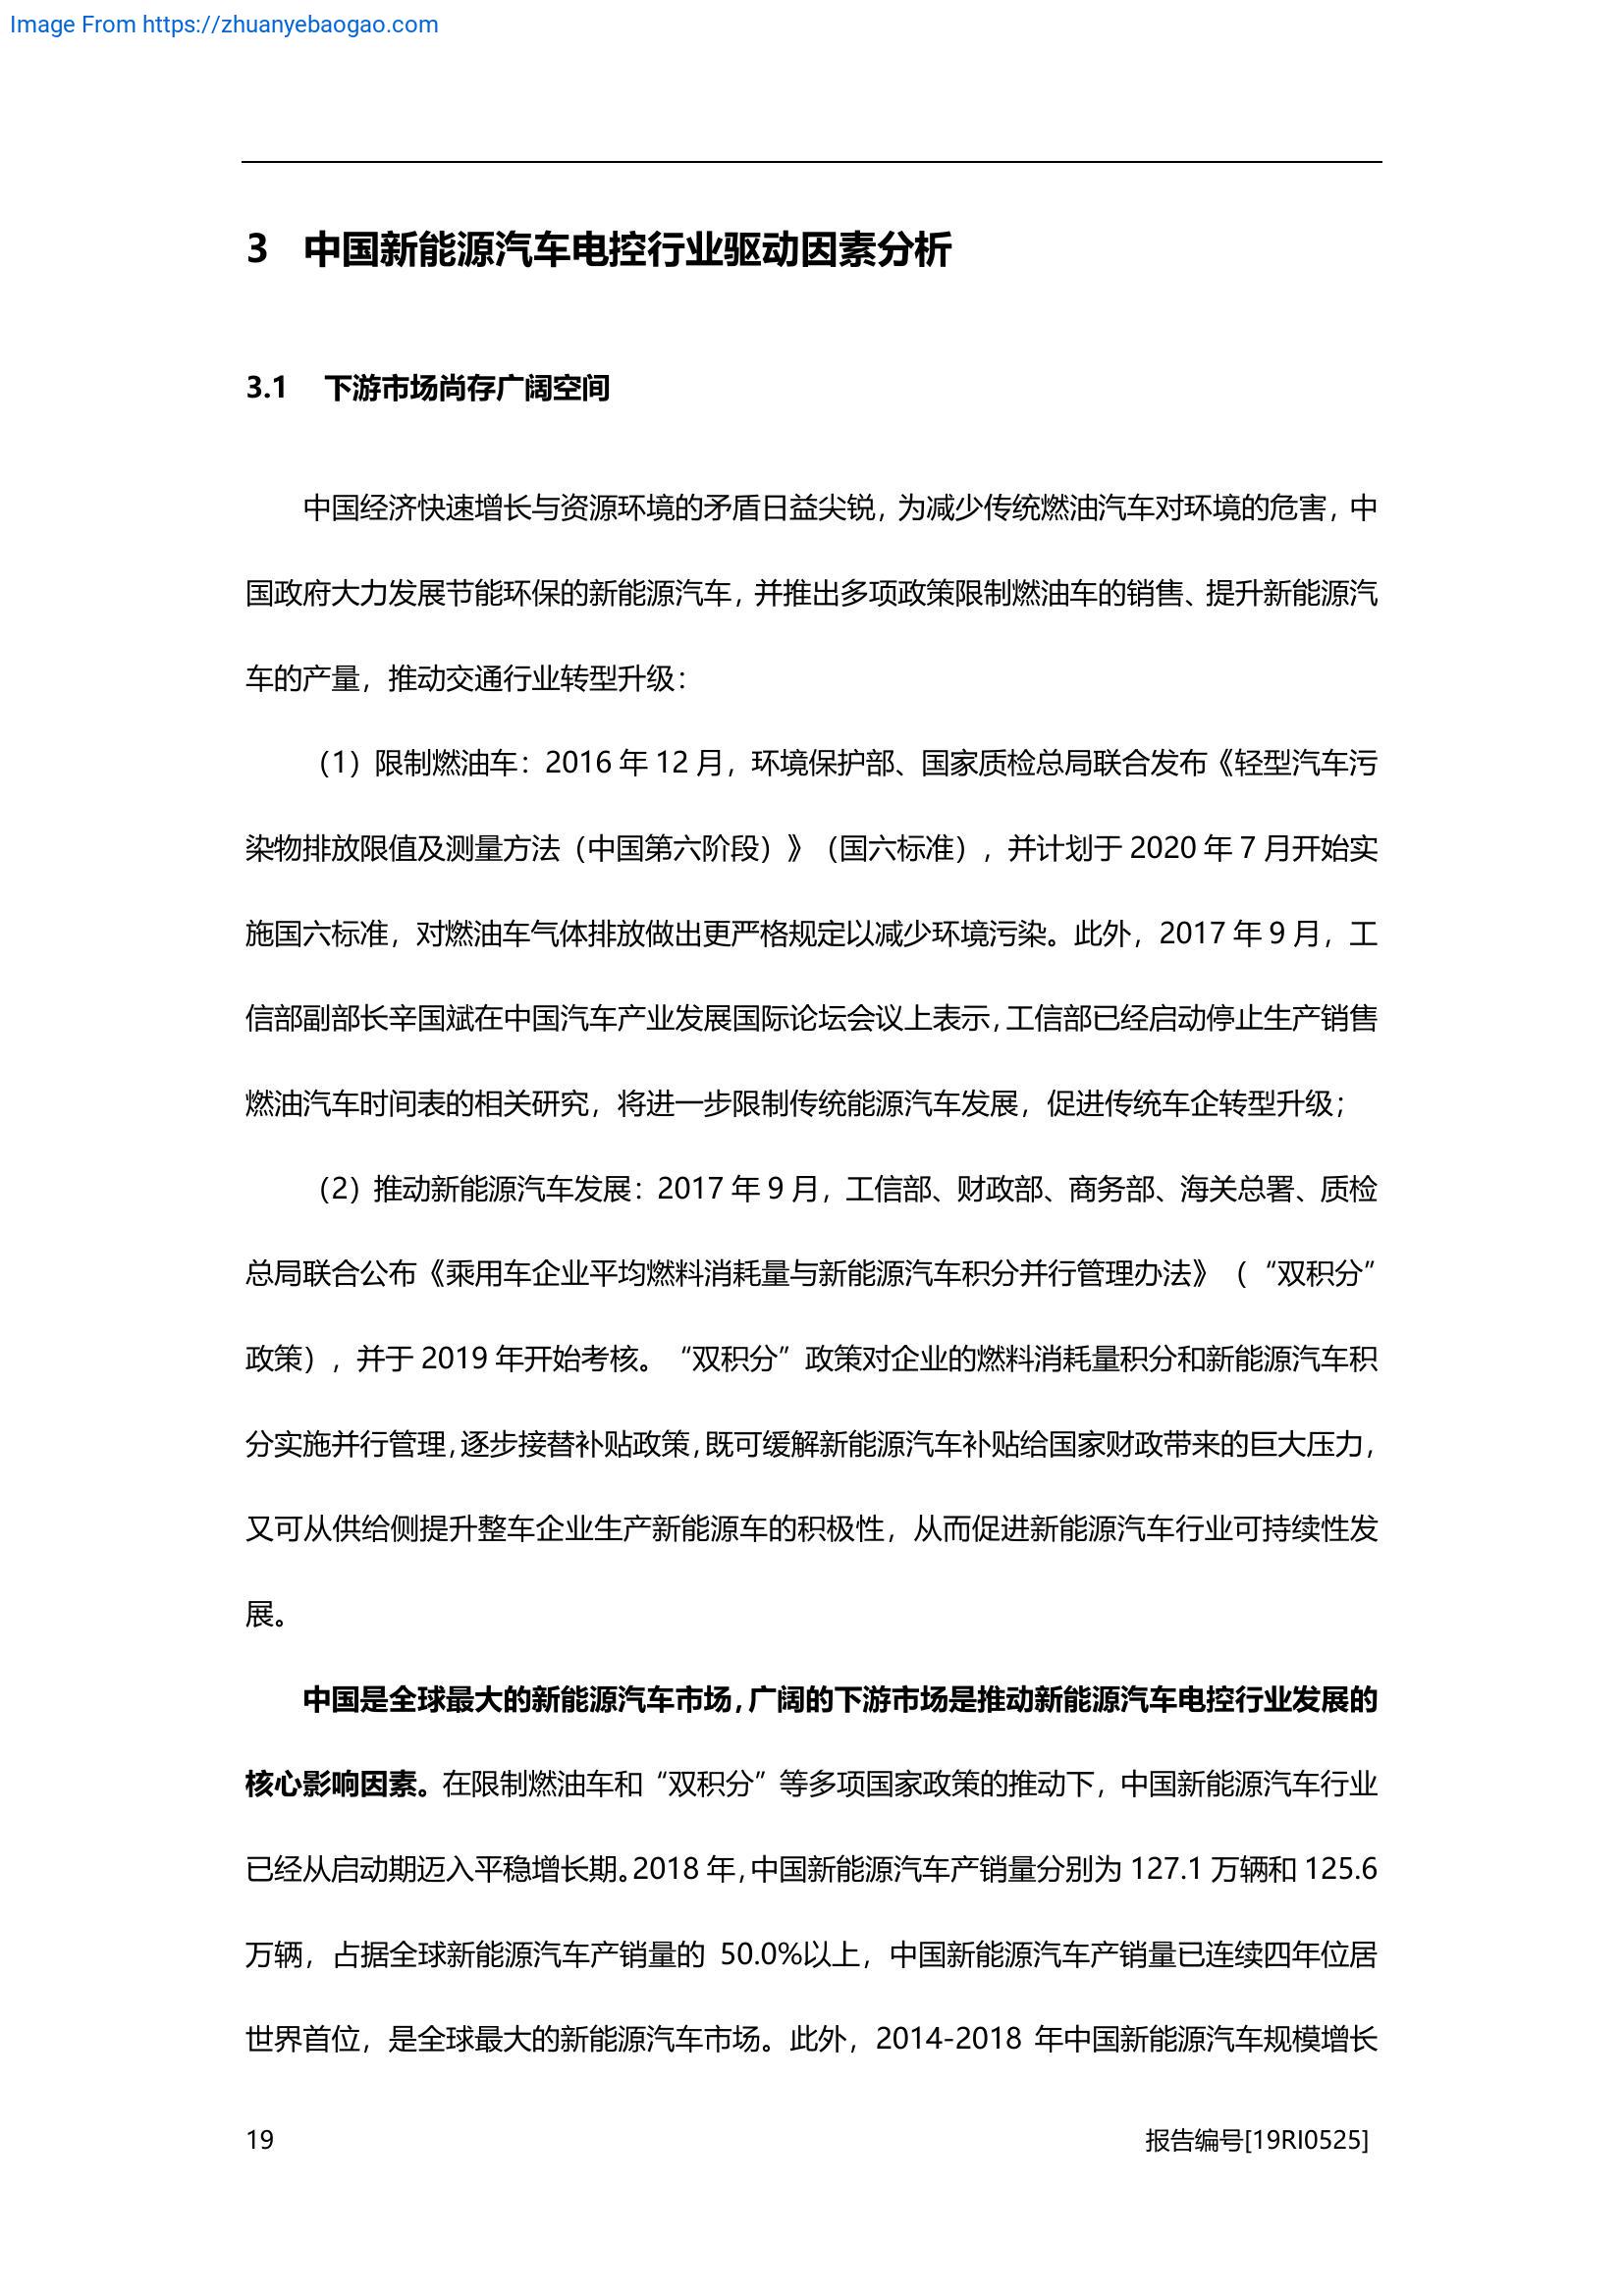 Image From https://zhuanyebaogao.com
3 中国新能源汽车电控行业驱动因素分析
3.1 下游市场尚存广阔空间
中国经济快速增长与资源环境的矛盾日益尖锐，为减少传统燃油汽车对环境的危害，中
国政府大力发展节能环保的新能源汽车，并推出多项政策限制燃油车的销售、提升新能源汽
车的产量，推动交通行业转型升级：
（1）限制燃油车：2016 年 12 月，环境保护部、国家质检总局联合发布《轻型汽车污
染物排放限值及测量方法（中国第六阶段）》（国六标准），并计划于 2020 年 7 月开始实
施国六标准，对燃油车气体排放做出更严格规定以减少环境污染。此外，2017 年 9 月，工
信部副部长辛国斌在中国汽车产业发展国际论坛会议上表示，工信部已经启动停止生产销售
燃油汽车时间表的相关研究，将进一步限制传统能源汽车发展，促进传统车企转型升级；
（2）推动新能源汽车发展：2017 年 9 月，工信部、财政部、商务部、海关总署、质检
总局联合公布《乘用车企业平均燃料消耗量与新能源汽车积分并行管理办法》（“双积分”
政策），并于 2019 年开始考核。“双积分”政策对企业的燃料消耗量积分和新能源汽车积
分实施并行管理，逐步接替补贴政策，既可缓解新能源汽车补贴给国家财政带来的巨大压力，
又可从供给侧提升整车企业生产新能源车的积极性，从而促进新能源汽车行业可持续性发
展。
中国是全球最大的新能源汽车市场，广阔的下游市场是推动新能源汽车电控行业发展的
核心影响因素。在限制燃油车和“双积分”等多项国家政策的推动下，中国新能源汽车行业
已经从启动期迈入平稳增长期。2018 年，中国新能源汽车产销量分别为 127.1 万辆和 125.6
万辆，占据全球新能源汽车产销量的 50.0%以上，中国新能源汽车产销量已连续四年位居
世界首位，是全球最大的新能源汽车市场。此外，2014-2018 年中国新能源汽车规模增长
19 报告编号[19RI0525]